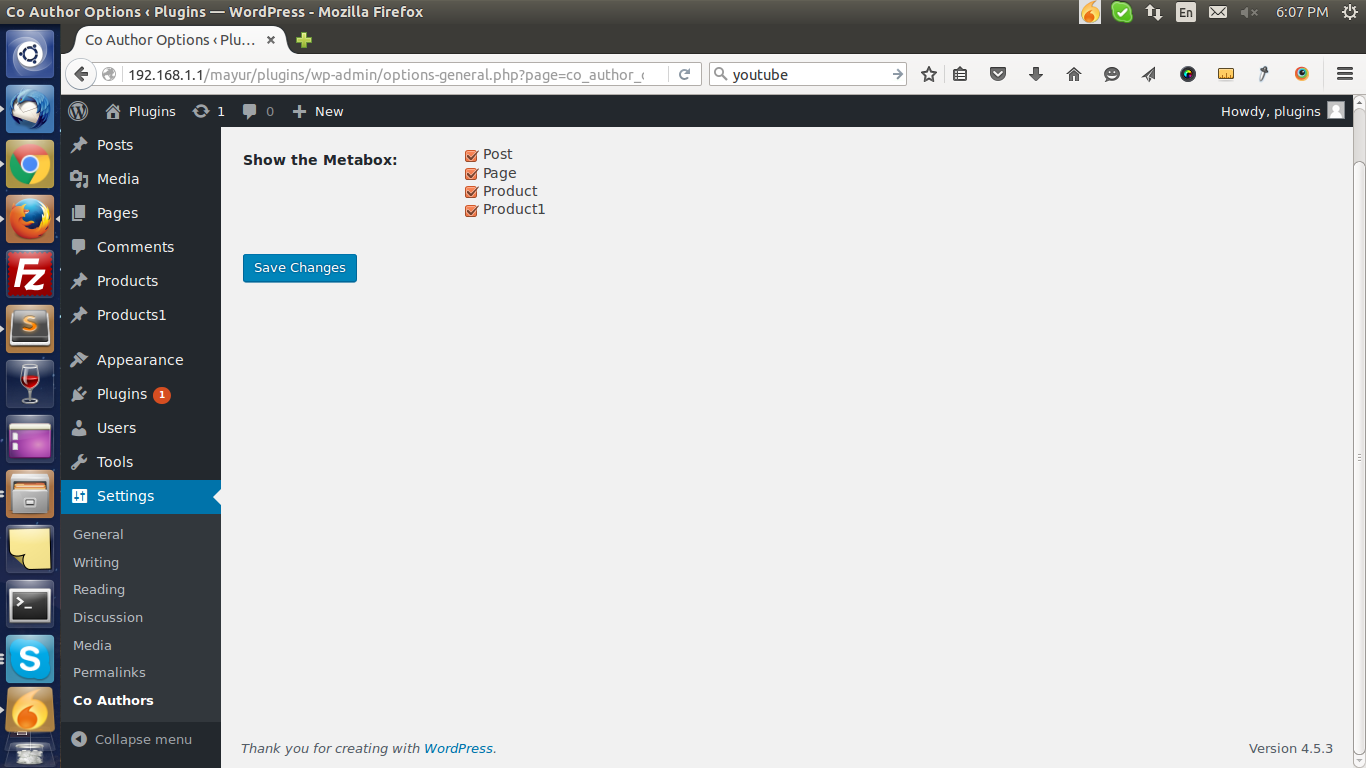 Co Author Options ‹ Plugins — WordPress - Mozilla Firefox
En
6:07 PM
Co Author Options ‹ Plu...
192.168.1.1/mayur/plugins/wp-admin/options-general.php?page=co_author_
youtube
Plugins
1
0
New
Howdy, plugins
Posts
Media
Pages
Comments
Products
Products1
Appearance
Plugins 1
Users
Tools
Settings
General
Writing
Reading
Discussion
Media
Permalinks
Co Authors
Collapse menu
Show the Metabox:
Post
Page
Product
Product1
Save Changes
Thank you for creating with WordPress.
Version 4.5.3
Fz
S
>_
S